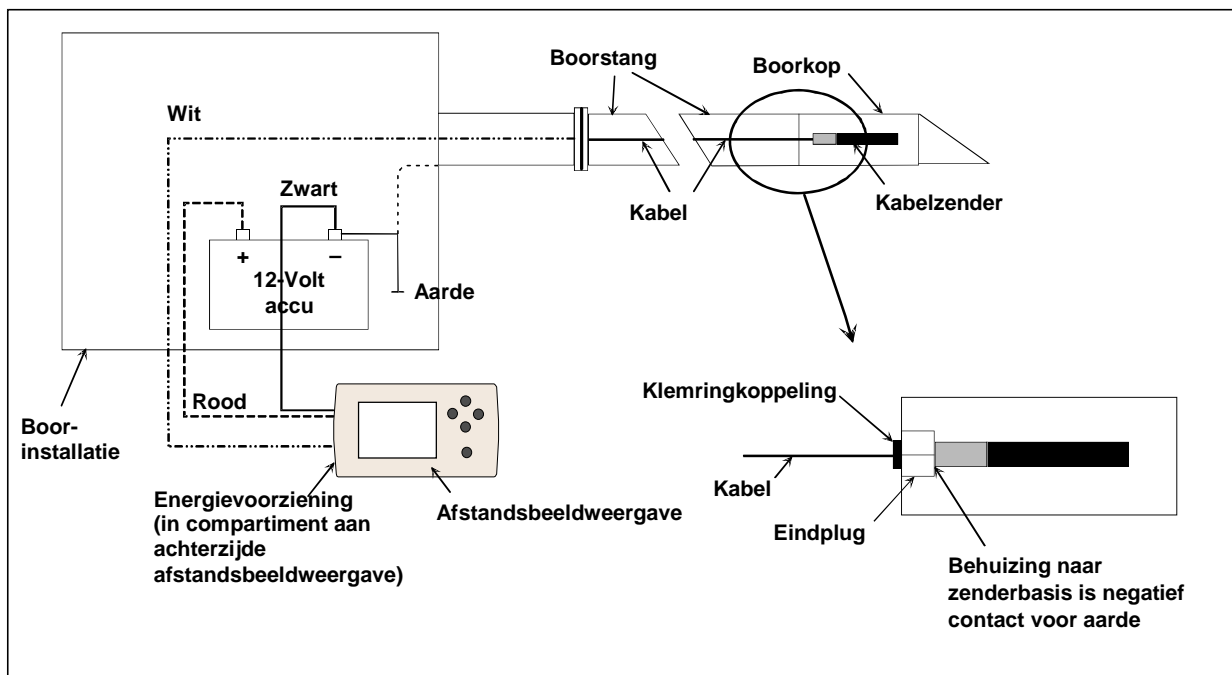 Boorstang
Boorkop
Wit
Zwart
Kabel
Kabelzender
+
–
12-Volt
accu
Aarde
Rood
Boor-
installatie
Energievoorziening
(in compartiment aan
achterzijde
afstandsbeeldweergave)
Afstandsbeeldweergave
Klemringkoppeling
Kabel
Eindplug
Behuizing naar
zenderbasis is negatief
contact voor aarde